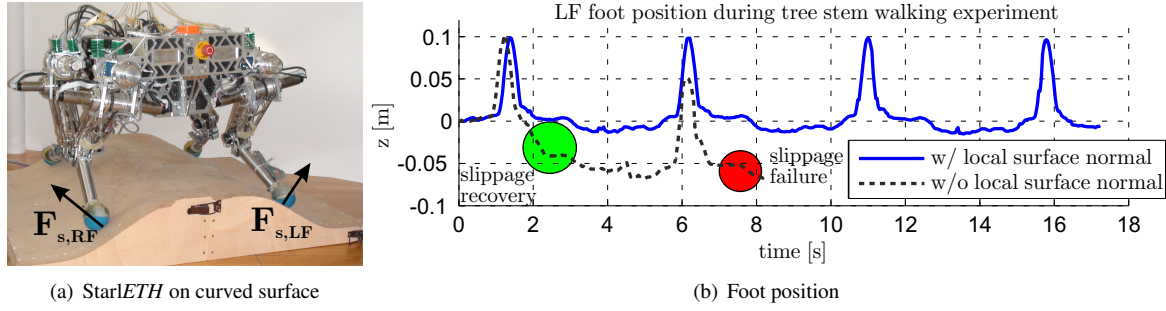 F s,RF
F s,LF
(a) StarlETH on curved surface
LF foot position during tree stem walking experiment
z [m]
0.1
0.05
0
-0.05
-0.1
slippage
recovery
slippage
failure
w/ local surface normal
w/o local surface normal
0 2 4 6 8 10 12 14 16 18
time [s]
(b) Foot position